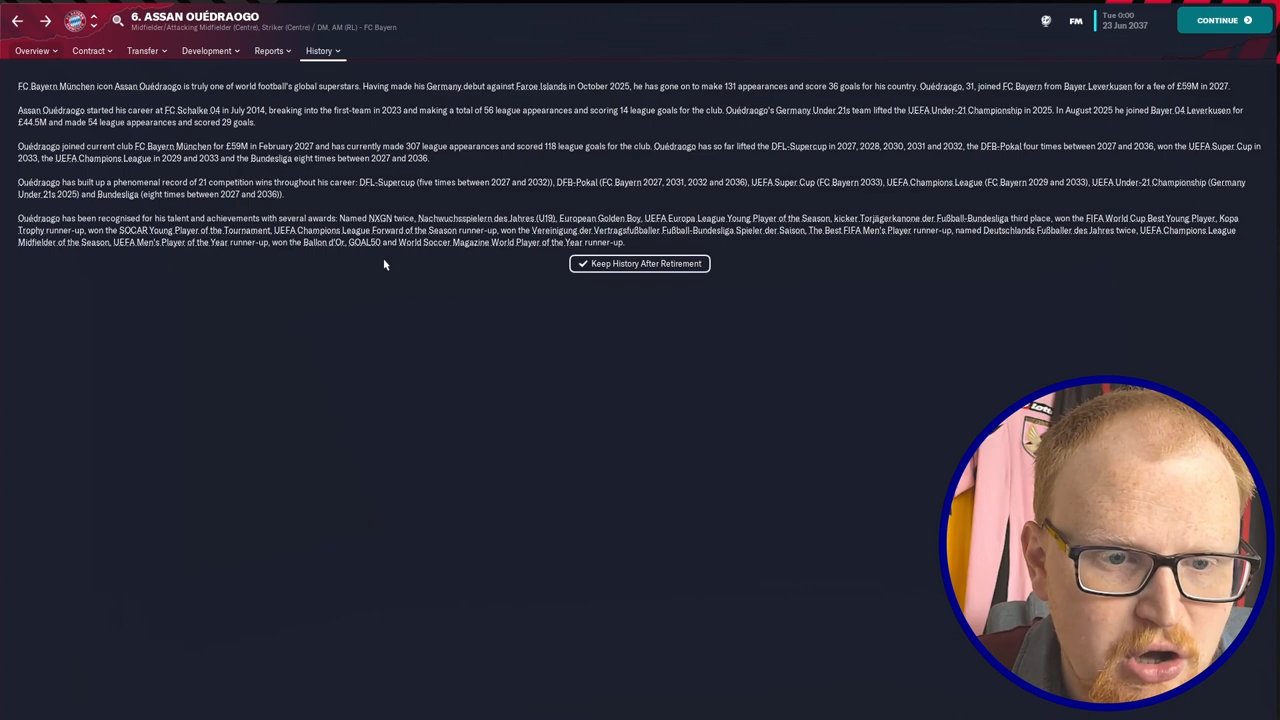 6. ASSAN OUÉDRAOGO
Midfielder/Attacking Midfielder (Centre), Striker (Centre) / DM, AM (RL) - FC Bayern
FM
Tue 0:00
23 Jun 2037
CONTINUE
Overview
Contract
Transfer
Development
Reports
History
FC Bayern München icon Assan Ouédraogo is truly one of world football's global superstars. Having made his Germany debut against Faroe Islands in October 2025, he has gone on to make 131 appearances and score 36 goals for his country. Ouédraogo, 31, joined FC Bayern from Bayer Leverkusen for a fee of £59M in 2027.
Assan Ouédraogo started his career at FC Schalke 04 in July 2014, breaking into the first-team in 2023 and making a total of 56 league appearances and scoring 14 league goals for the club. Ouédraogo's Germany Under 21s team lifted the UEFA Under-21 Championship in 2025. In August 2025 he joined Bayer 04 Leverkusen for
£44.5M and made 54 league appearances and scored 29 goals.
Ouédraogo joined current club FC Bayern München for £59M in February 2027 and has currently made 307 league appearances and scored 118 league goals for the club. Ouédraogo has so far lifted the DFL-Supercup in 2027, 2028, 2030, 2031 and 2032, the DFB-Pokal four times between 2027 and 2036, won the UEFA Super Cup in
2033, the UEFA Champions League in 2029 and 2033 and the Bundesliga eight times between 2027 and 2036.
Ouédraogo has built up a phenomenal record of 21 competition wins throughout his career: DFL-Supercup (five times between 2027 and 2032)), DFB-Pokal (FC Bayern 2027, 2031, 2032 and 2036), UEFA Super Cup (FC Bayern 2033), UEFA Champions League (FC Bayern 2029 and 2033), UEFA Under-21 Championship (Germany
Under 21s 2025) and Bundesliga (eight times between 2027 and 2036)).
Ouédraogo has been recognised for his talent and achievements with several awards: Named NXGN twice, Nachwuchsspielern des Jahres (U19), European Golden Boy, UEFA Europa League Young Player of the Season, kicker Torjägerkanone der Fußball-Bundesliga third place, won the FIFA World Cup Best Young Player, Kopa
Trophy runner-up, won the SOCAR Young Player of the Tournament, UEFA Champions League Forward of the Season runner-up, won the Vereinigung der Vertragsfußballer Fußball-Bundesliga Spieler der Saison, The Best FIFA Men's Player runner-up, named Deutschlands Fußballer des Jahres twice, UEFA Champions League
Midfielder of the Season, UEFA Men's Player of the Year runner-up, won the Ballon d'Or, GOAL50 and World Soccer Magazine World Player of the Year runner-up.
Keep History After Retirement
lotto